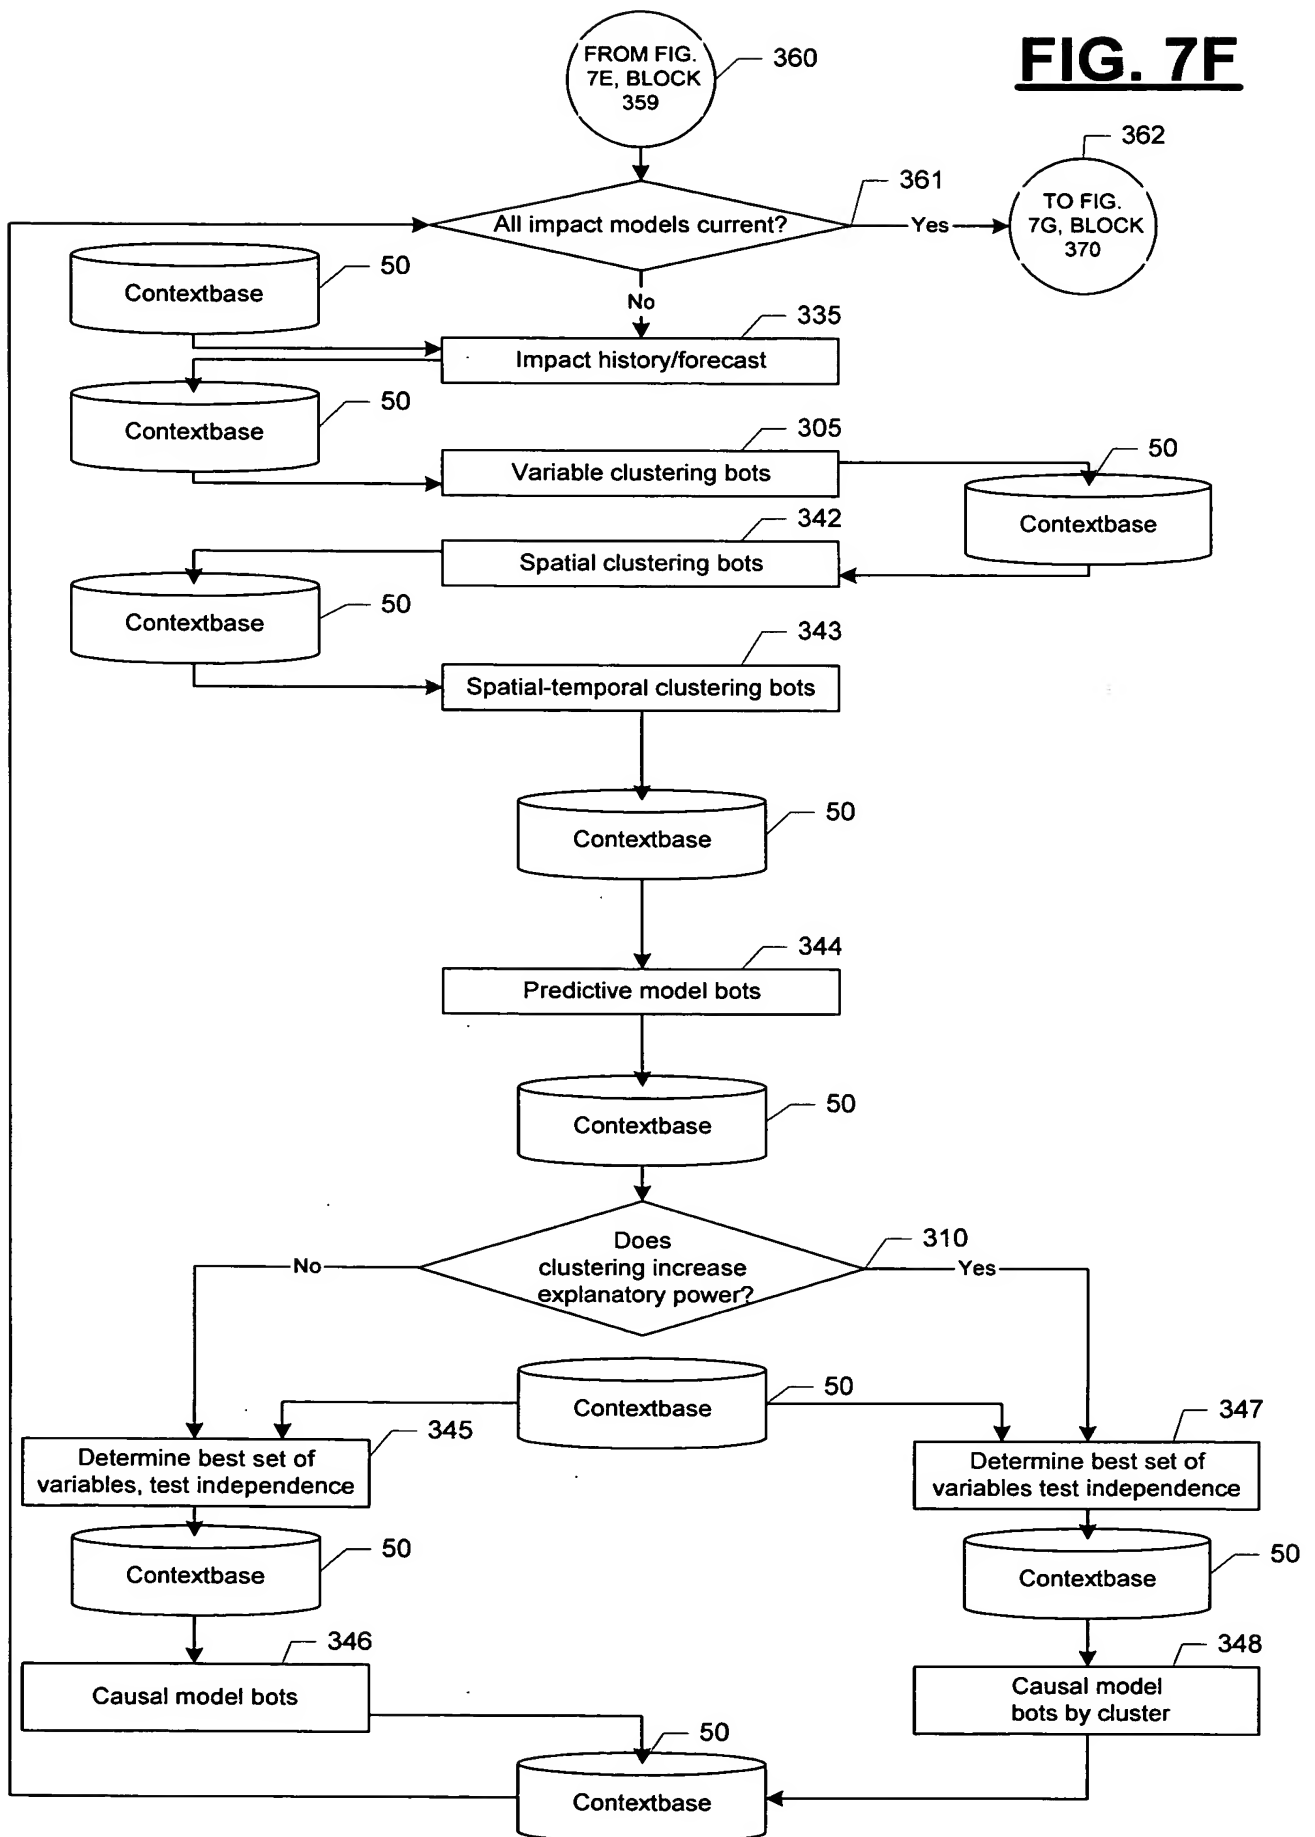 FROM FIG.
7E, BLOCK
359
360
FIG. 7F
362
TO FIG.
7G, BLOCK
370
361
All impact models current?
Yes
No
50
Contextbase
335
Impact history/forecast
50
Contextbase
305
Variable clustering bots
50
Contextbase
342
Spatial clustering bots
50
Contextbase
343
Spatial-temporal clustering bots
50
Contextbase
344
Predictive model bots
50
Contextbase
310
Does
clustering increase
explanatory power?
No
Yes
50
Contextbase
345
Determine best set of
variables, test independence
347
Determine best set of
variables test independence
50
Contextbase
50
Contextbase
346
Causal model bots
348
Causal model
bots by cluster
50
Contextbase